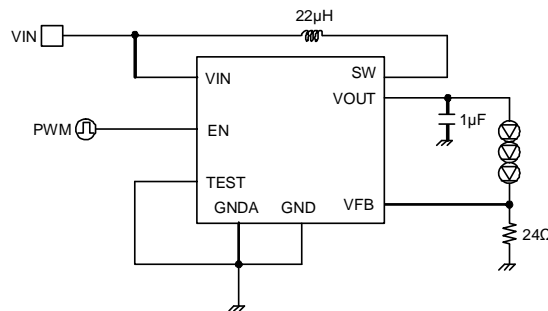 22μH
VIN
VIN
SW
VOUT
PWM
EN
1μF
TEST
GNDA
GND
VFB
24Ω